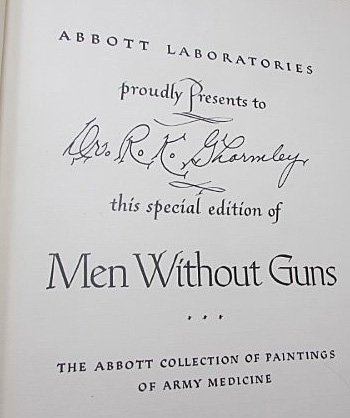 ABBOTT LABORATORIES
proudly Presents to
Dr. R. K. Ghormley
this special edition of
Men Without Guns
...
THE ABBOTT COLLECTION OF PAINTINGS
OF ARMY MEDICINE